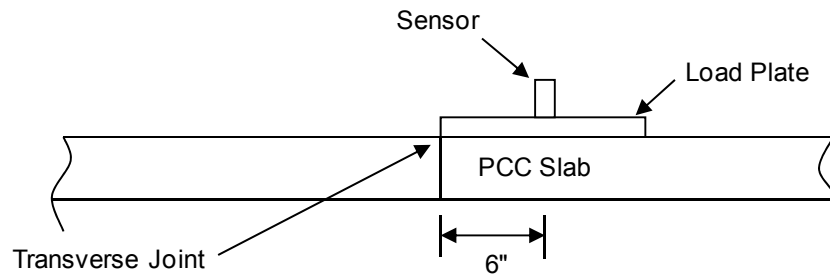 Sensor
Load Plate
PCC Slab
Transverse Joint
6"